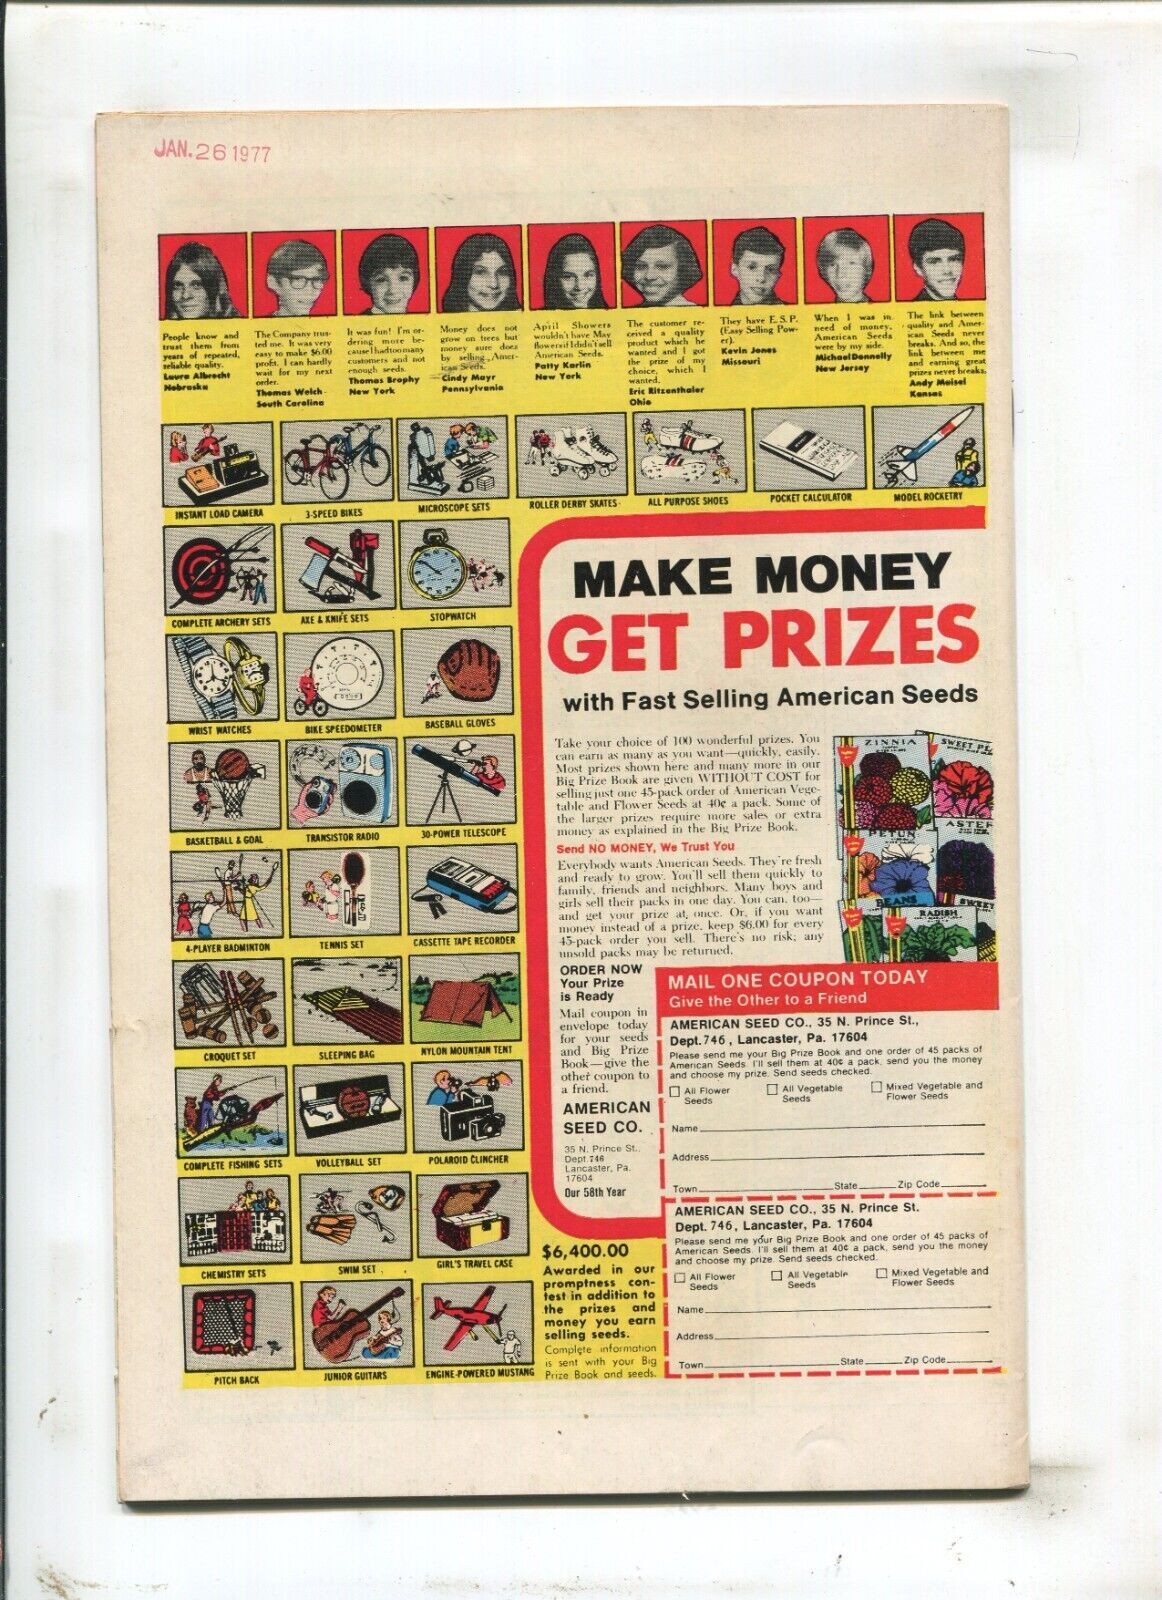 JAN. 26 1977
People know and
trust them from
years of repeated,
reliable quality.
Laura Albrecht
Nebraska
The Company trus-
ted me. It was very
easy to make $6.00
profit. I can hardly
wait for my next
order.
Thomas Welch
South Carolina
It was fun! I'm or-
dering more be-
cause I had too many
customers and not
enough seeds.
Thomas Brophy
New York
Money does not
grow on trees but
money sure does
by selling Amer-
ican Seeds.
Cindy Mayr
Pennsylvania
April Showers
wouldn't have May
flowers if I didn't sell
American Seeds.
Patty Karlin
New York
The customer re-
ceived a quality
product which he
wanted and I got
the prize of my
choice, which I
wanted.
Eric Ritzenthaler
Ohio
They have E.S.P.
(Easy Selling Pow-
er).
Kevin Jones
Missouri
When I was in
need of money,
American Seeds
were by my side.
Michael Donnelly
New Jersey
The link between
quality and Amer-
ican Seeds never
breaks. And so, the
link between me
and earning great
prizes never breaks.
Andy Maisel
Kansas
INSTANT LOAD CAMERA
3-SPEED BIKES
MICROSCOPE SETS
ROLLER DERBY SKATES
ALL PURPOSE SHOES
POCKET CALCULATOR
MODEL ROCKETRY
COMPLETE ARCHERY SETS
AXE & KNIFE SETS
STOPWATCH
WRIST WATCHES
BIKE SPEEDOMETER
BASEBALL GLOVES
BASKETBALL & GOAL
TRANSISTOR RADIO
30-POWER TELESCOPE
4-PLAYER BADMINTON
TENNIS SET
CASSETTE TAPE RECORDER
CROQUET SET
SLEEPING BAG
NYLON MOUNTAIN TENT
COMPLETE FISHING SETS
VOLLEYBALL SET
POLAROID CLINCHER
CHEMISTRY SETS
SWIM SET
GIRL'S TRAVEL CASE
PITCH BACK
JUNIOR GUITARS
ENGINE-POWERED MUSTANG
MAKE MONEY
GET PRIZES
with Fast Selling American Seeds
Take your choice of 100 wonderful prizes. You
can earn as many as you want—quickly, easily.
Most prizes shown here and many more in our
Big Prize Book are given WITHOUT COST for
selling just one 45-pack order of American Vege-
table and Flower Seeds at 40¢ a pack. Some of
the larger prizes require more sales or extra
money as explained in the Big Prize Book.
Send NO MONEY, We Trust You
Everybody wants American Seeds. They're fresh
and ready to grow. You'll sell them quickly to
family, friends and neighbors. Many boys and
girls sell their packs in one day. You can, too—
and get your prize at once. Or, if you want
money instead of a prize, keep $6.00 for every
45-pack order you sell. There's no risk; any
unsold packs may be returned.
ZINNIA
SWEET PE
ASTER
PETUN
BEANS
RADISH
SWEET
ORDER NOW
Your Prize
is Ready
Mail coupon in
envelope today
for your seeds
and Big Prize
Book—give the
other coupon to
a friend.
AMERICAN
SEED CO.
35 N. Prince St.,
Dept. 746
Lancaster, Pa.
17604
Our 58th Year
MAIL ONE COUPON TODAY
Give the Other to a Friend
AMERICAN SEED CO., 35 N. Prince St.,
Dept. 746, Lancaster, Pa. 17604
Please send me your Big Prize Book and one order of 45 packs of
American Seeds. I'll sell them at 40¢ a pack, send you the money
and choose my prize. Send seeds checked.
All Flower
Seeds
All Vegetable
Seeds
Mixed Vegetable and
Flower Seeds
Name
Address
Town State Zip Code
AMERICAN SEED CO., 35 N. Prince St.
Dept. 746, Lancaster, Pa. 17604
Please send me your Big Prize Book and one order of 45 packs of
American Seeds. I'll sell them at 40¢ a pack, send you the money
and choose my prize. Send seeds checked.
All Flower
Seeds
All Vegetable
Seeds
Mixed Vegetable and
Flower Seeds
Name
Address
Town State Zip Code
$6,400.00
Awarded in our
promptness con-
test in addition to
the prizes and
money you earn
selling seeds.
Complete information
is sent with your Big
Prize Book and seeds.